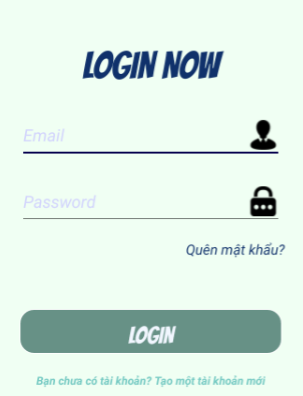 LOGIN NOW
Email
Password
Quên mật khẩu?
LOGIN
Bạn chưa có tài khoản? Tạo một tài khoản mới